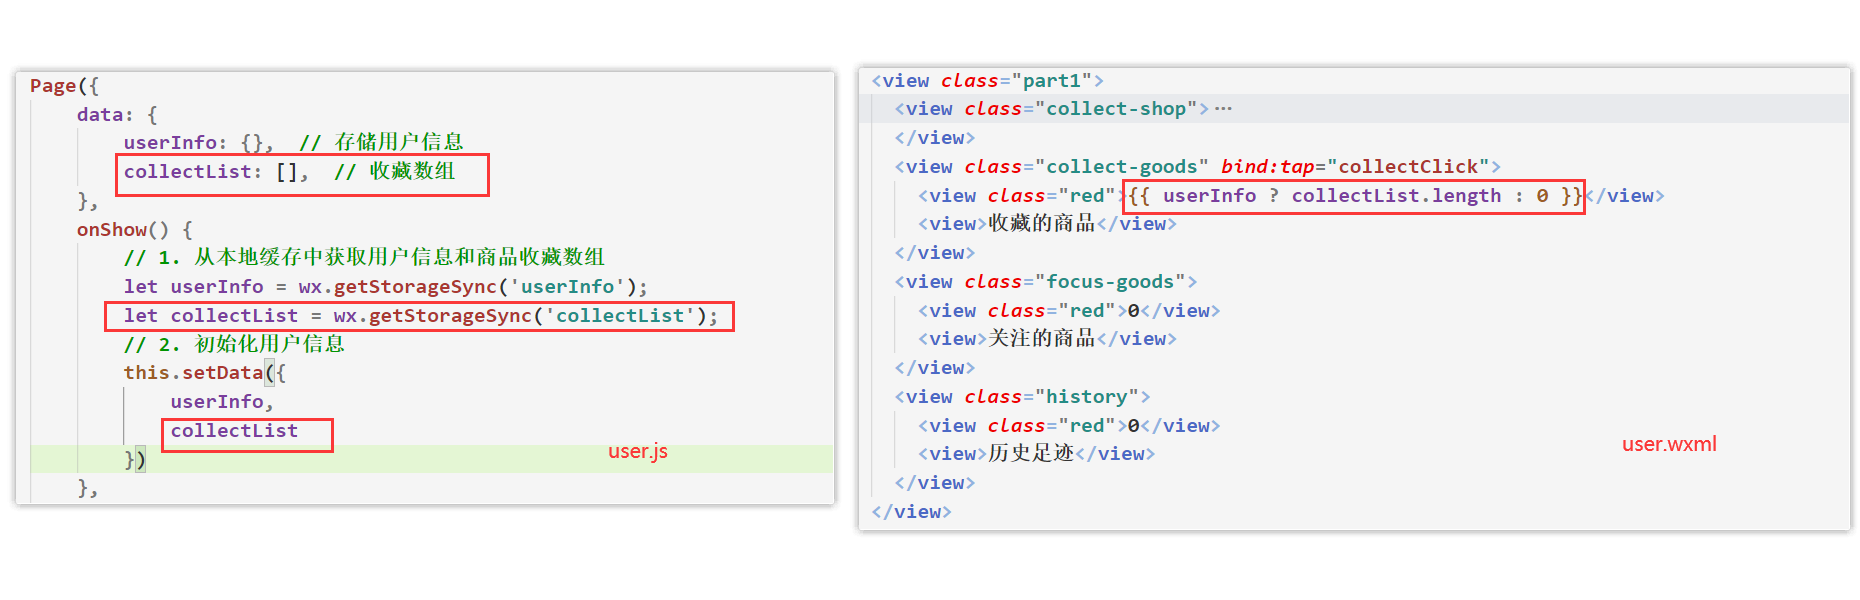 Page({
data: {
userInfo: {},  // 存储用户信息
collectList: [],  // 收藏数组
},
onShow() {
// 1. 从本地缓存中获取用户信息和商品收藏数组
let userInfo = wx.getStorageSync('userInfo');
let collectList = wx.getStorageSync('collectList');
// 2. 初始化用户信息
this.setData({
userInfo,
collectList
})
},
user.js
<view class="part1">
<view class="collect-shop">…
</view>
<view class="collect-goods" bind:tap="collectClick">
<view class="red">{{ userInfo ? collectList.length : 0 }}</view>
<view>收藏的商品</view>
</view>
<view class="focus-goods">
<view class="red">0</view>
<view>关注的商品</view>
</view>
<view class="history">
<view class="red">0</view>
<view>历史足迹</view>
</view>
</view>
user.wxml